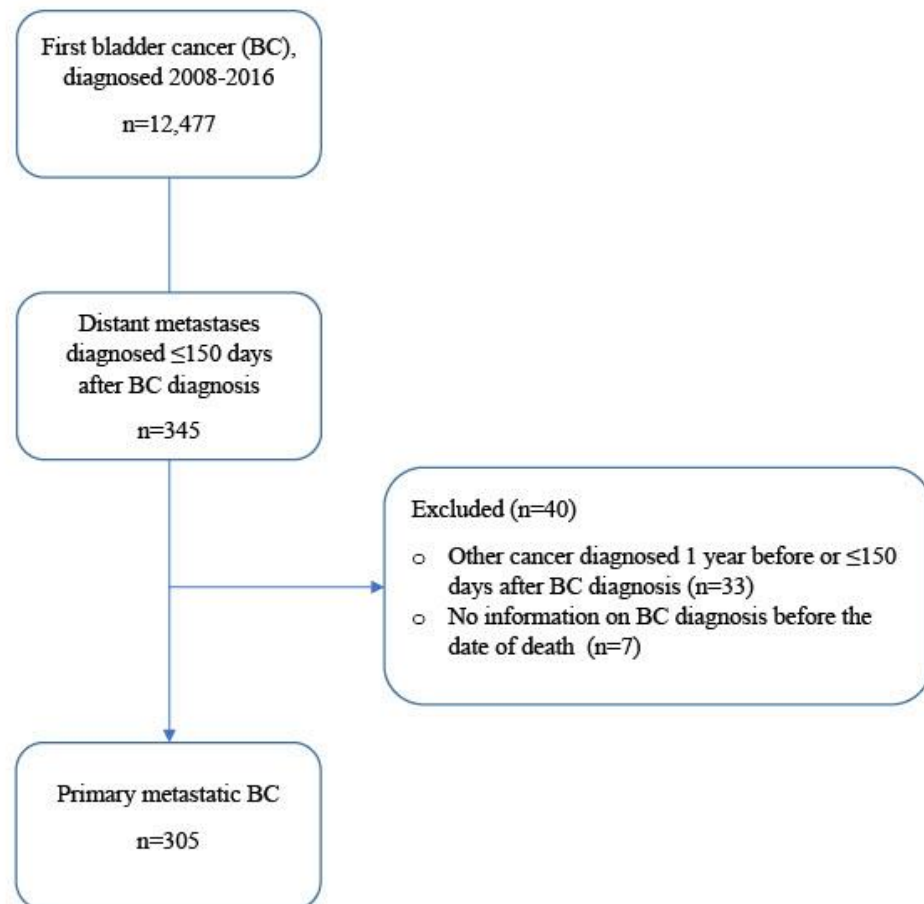 First bladder cancer (BC),
diagnosed 2008-2016
n=12,477
Distant metastases
diagnosed ≤150 days
after BC diagnosis
n=345
Excluded (n=40)
o Other cancer diagnosed 1 year before or ≤150
days after BC diagnosis (n=33)
o No information on BC diagnosis before the
date of death (n=7)
Primary metastatic BC
n=305